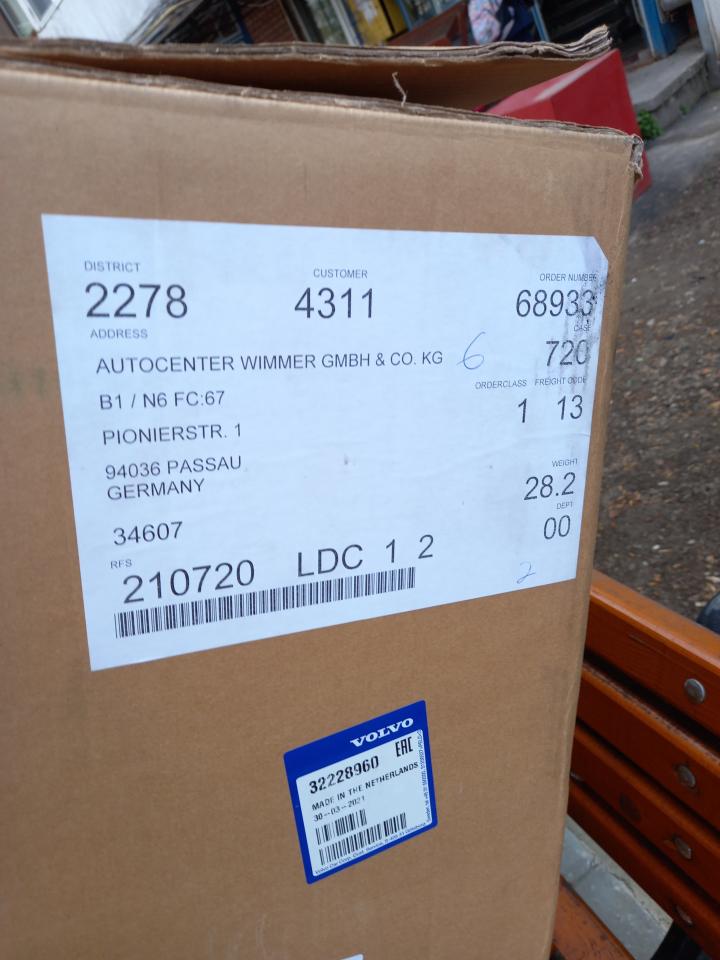 DISTRICT CUSTOMER ORDER NUMBER
2278 4311 68933
ADDRESS CASE
AUTOCENTER WIMMER GMBH & CO. KG 6 720
B1 / N6 FC:67 ORDERCLASS FREIGHT CODE
PIONIERSTR. 1 1 13
94036 PASSAU WEIGHT
GERMANY 28.2
34607 DEPT
RFS 00
210720 LDC 1 2
2
VOLVO
32228960 EAC
MADE IN THE NETHERLANDS
30-03-2021